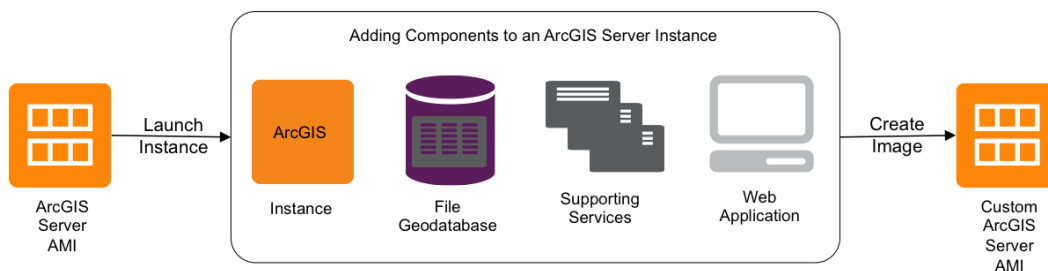 Adding Components to an ArcGIS Server Instance
Launch
Instance
ArcGIS
Create
Image
ArcGIS
Server
AMI
Instance
File
Geodatabase
Supporting
Services
Web
Application
Custom
ArcGIS
Server
AMI